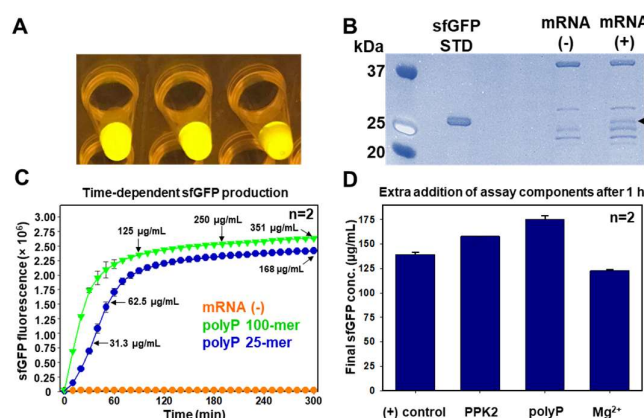 A
B
sfGFP
STD
mRNA
(-)
mRNA
(+)
kDa
37
25
20
C
Time-dependent sfGFP production
n=2
sfGFP fluorescence (× 10⁶)
3.00
2.75
2.50
2.25
2.00
1.75
1.50
1.25
1.00
0.75
0.50
0.25
0
125 µg/mL
250 µg/mL
351 µg/mL
168 µg/mL
62.5 µg/mL
31.3 µg/mL
mRNA (-)
polyP 100-mer
polyP 25-mer
0 60 120 180 240 300
Time (min)
D
Extra addition of assay components after 1 h
n=2
Final sfGFP conc. (µg/mL)
175
150
125
100
75
50
25
0
(+) control PPK2 polyP Mg²⁺